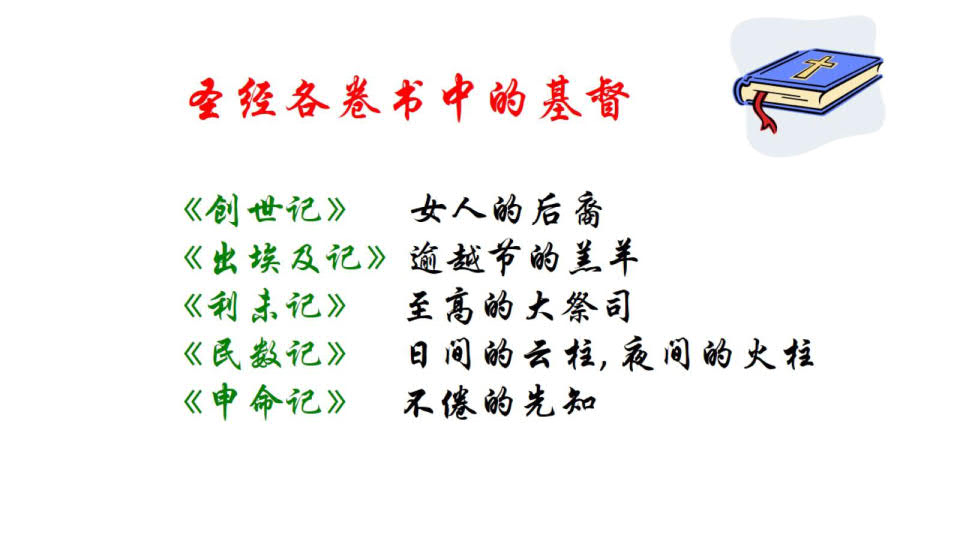 圣经各卷书中的基督
《创世记》 女人的后裔
《出埃及记》 逾越节的羔羊
《利未记》 至高的大祭司
《民数记》 日间的云柱,夜间的火柱
《申命记》 不倦的先知